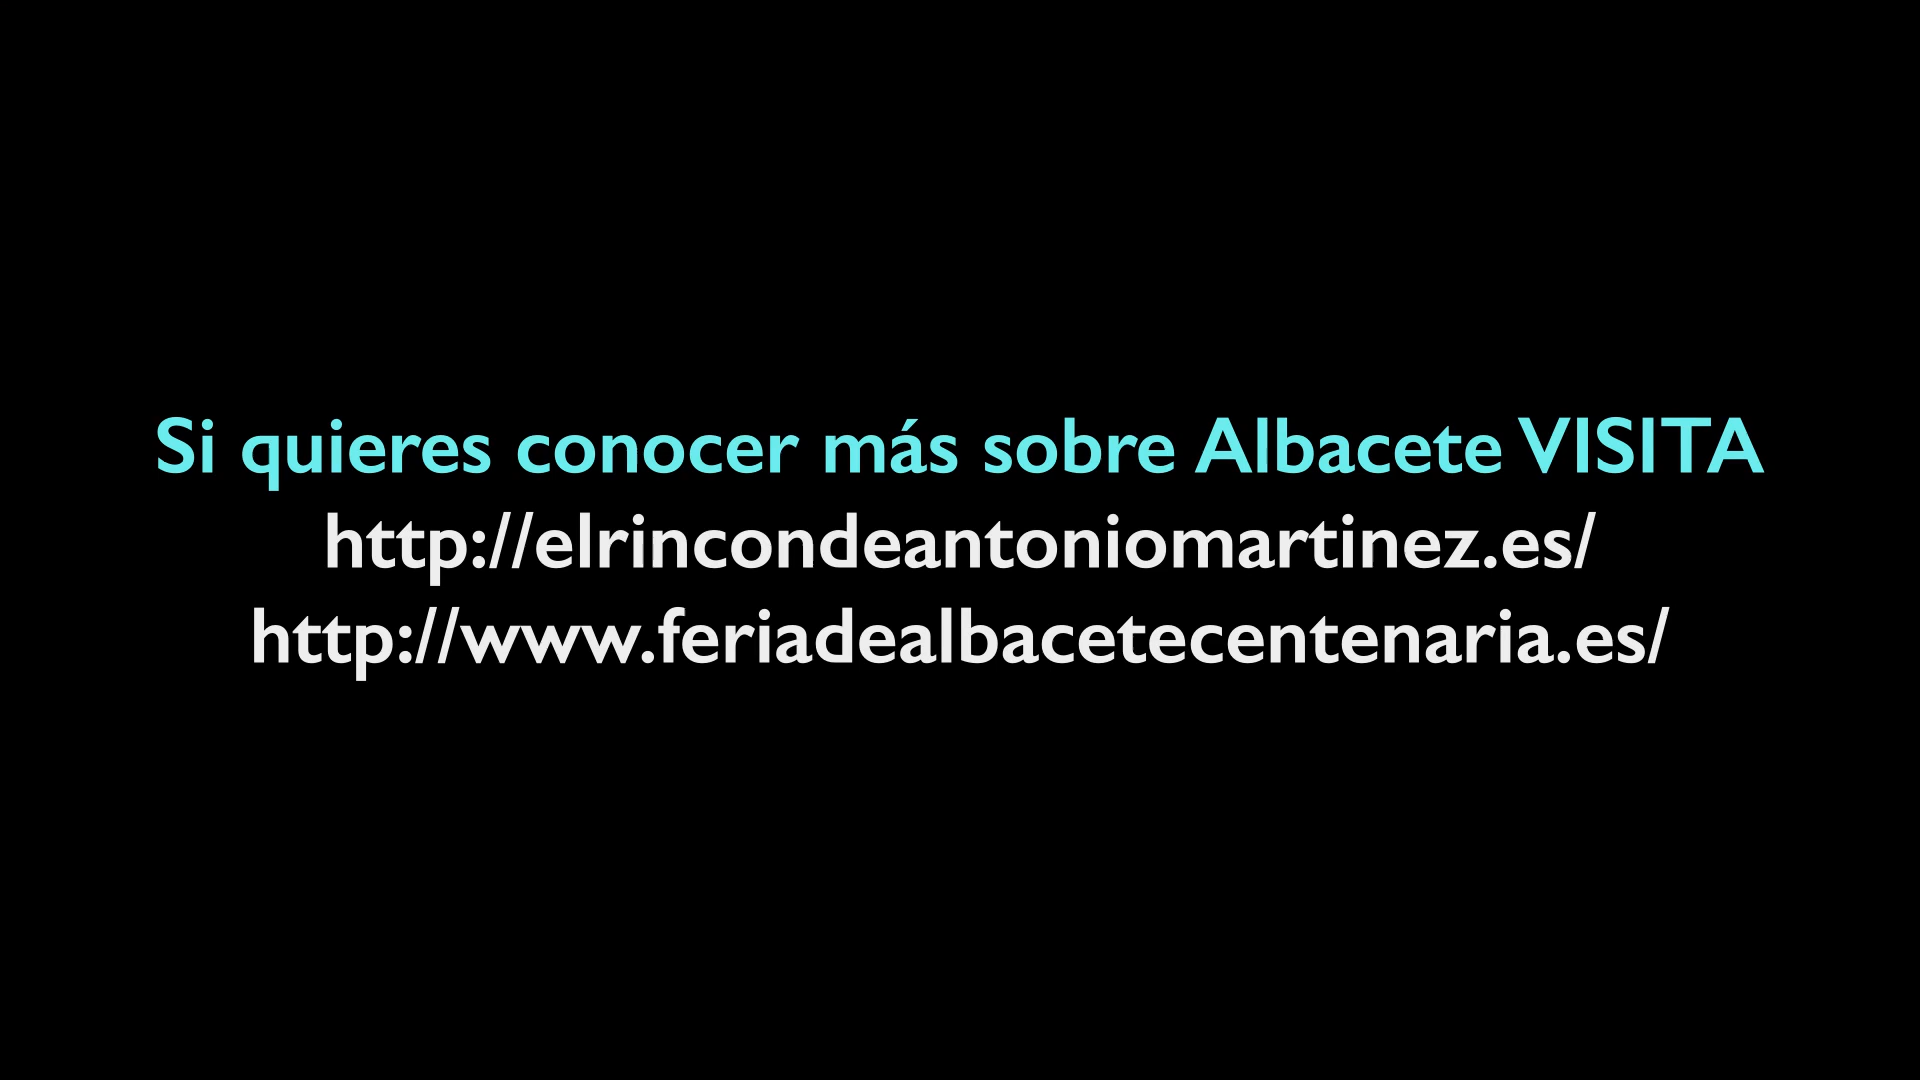 Si quieres conocer más sobre Albacete VISITA
http://elrincondeantoniomartinez.es/
http://www.feriadealbacetecentenaria.es/